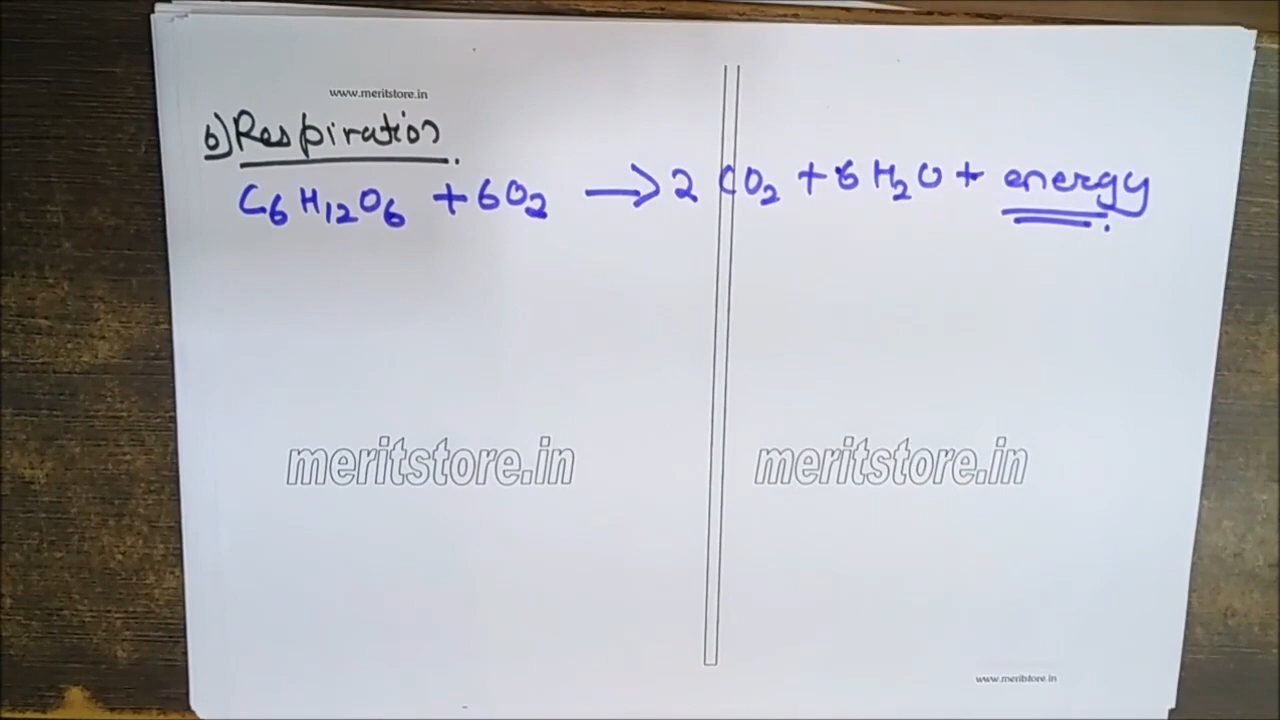 www.meritstore.in
b) Respiration.
C₆H₁₂O₆ + 6O₂ → 2 CO₂ + 6 H₂O + energy.
meritstore.in meritstore.in
www.meritstore.in